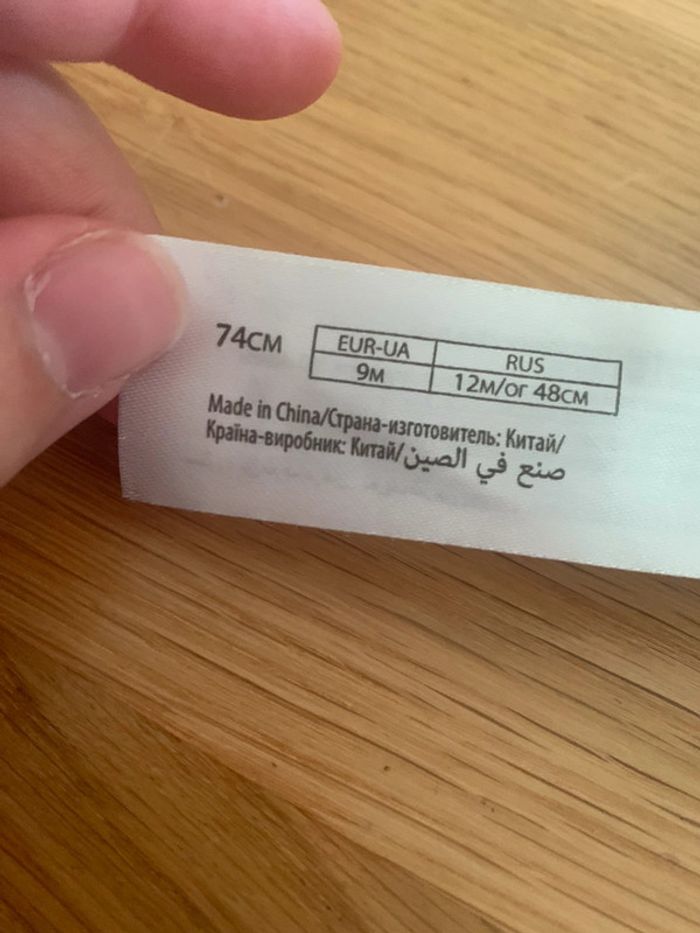 74CM
EUR-UA RUS
9M 12M/ОГ 48CM
Made in China/Страна-изготовитель: Китай/
Країна-виробник: Китай/صنع في الصين